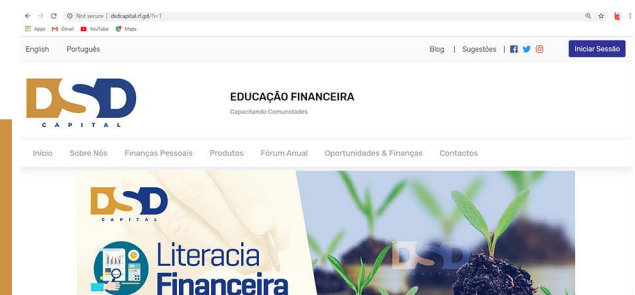 Not secure | dsdcapital.rf.gd/?i=1
Apps Gmail YouTube Maps
English Português Blog | Sugestões | Iniciar Sessão
DSD
CAPITAL
EDUCAÇÃO FINANCEIRA
Capacitando Comunidades
Início Sobre Nós Finanças Pessoais Produtos Fórum Anual Oportunidades & Finanças Contactos
DSD
CAPITAL
Literacia
Financeira
DSD